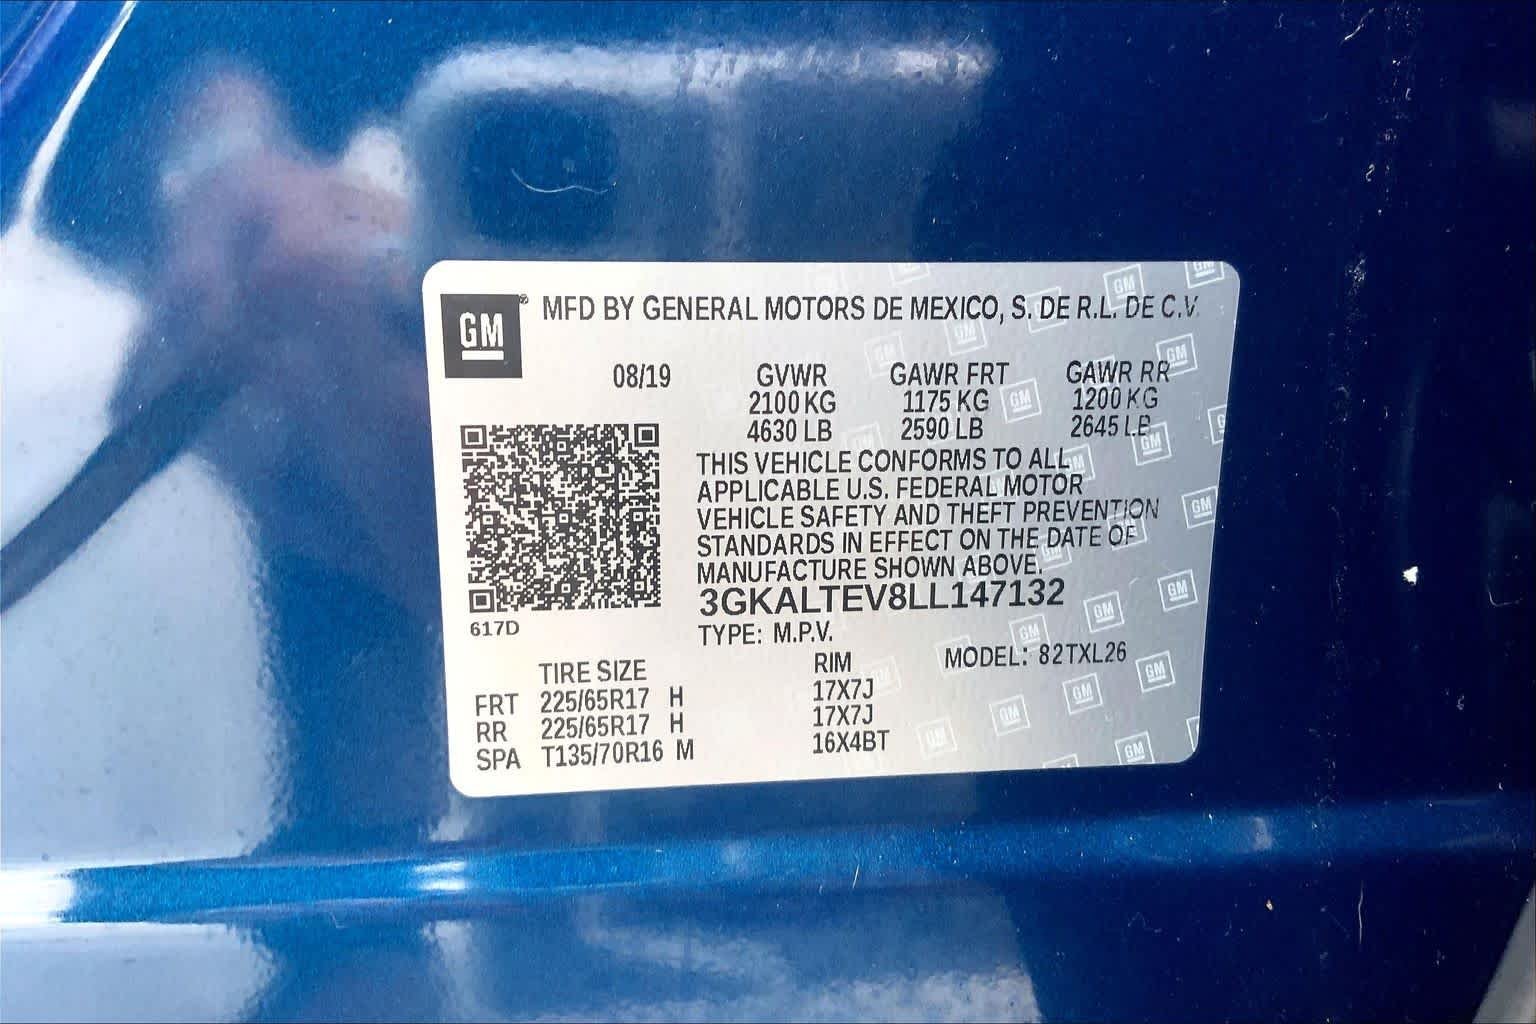 GM ® MFD BY GENERAL MOTORS DE MEXICO, S. DE R.L. DE C.V.
08/19 GVWR GAWR FRT GAWR RR
2100 KG 1175 KG 1200 KG
4630 LB 2590 LB 2645 LB
THIS VEHICLE CONFORMS TO ALL
APPLICABLE U.S. FEDERAL MOTOR
VEHICLE SAFETY AND THEFT PREVENTION
STANDARDS IN EFFECT ON THE DATE OF
MANUFACTURE SHOWN ABOVE.
3GKALTEV8LL147132
617D
TYPE: M.P.V.
TIRE SIZE RIM MODEL: 82TXL26
FRT 225/65R17 H 17X7J
RR 225/65R17 H 17X7J
SPA T135/70R16 M 16X4BT